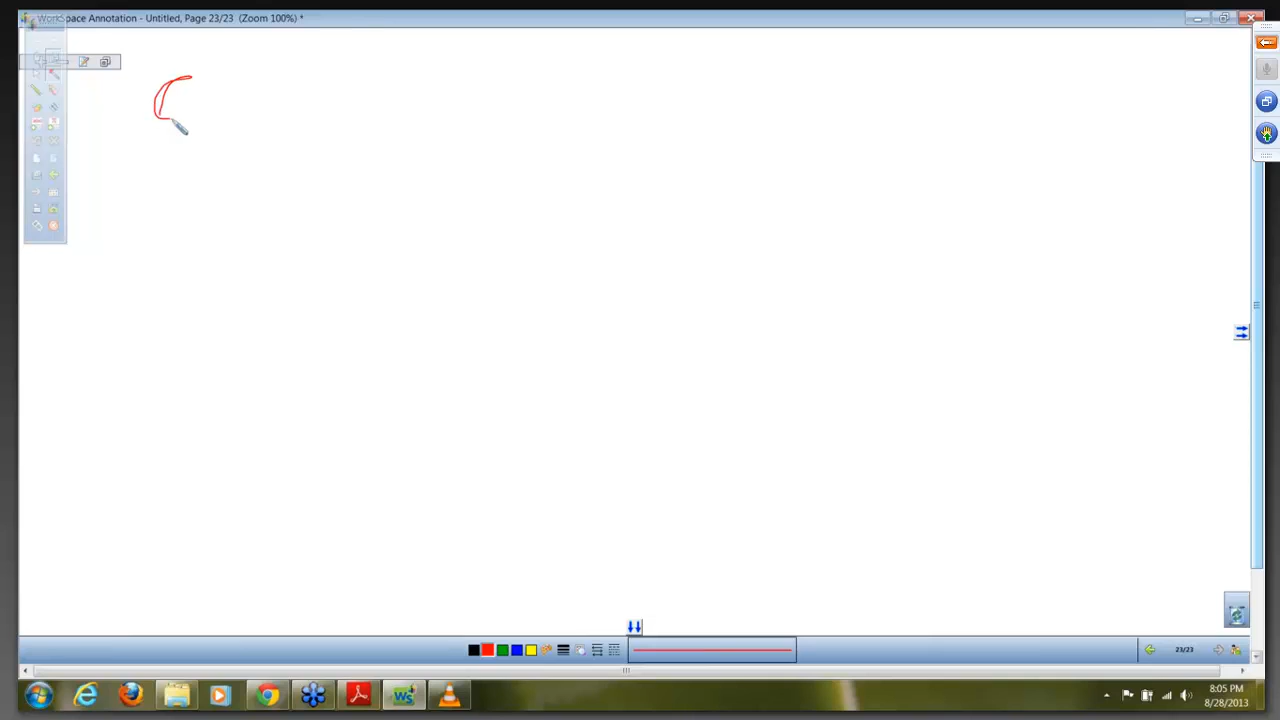 WorkSpace Annotation - Untitled, Page 23/23 (Zoom 100%) *
23/23
8:05 PM
8/28/2013